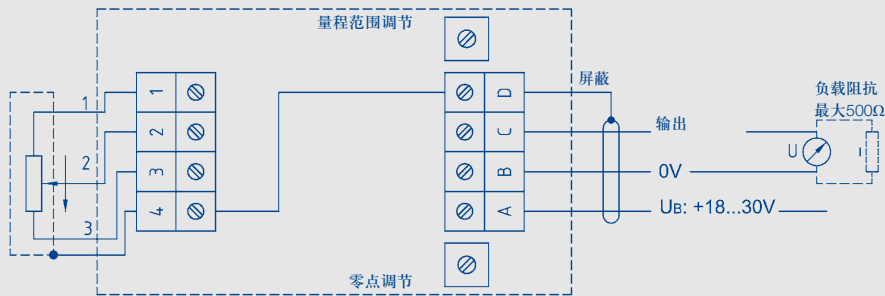 量程范围调节
屏蔽
负载阻抗
最大500Ω
1
1
D
2
2
C
输出
U
I
3
3
B
0V
4
A
UB: +18...30V
零点调节